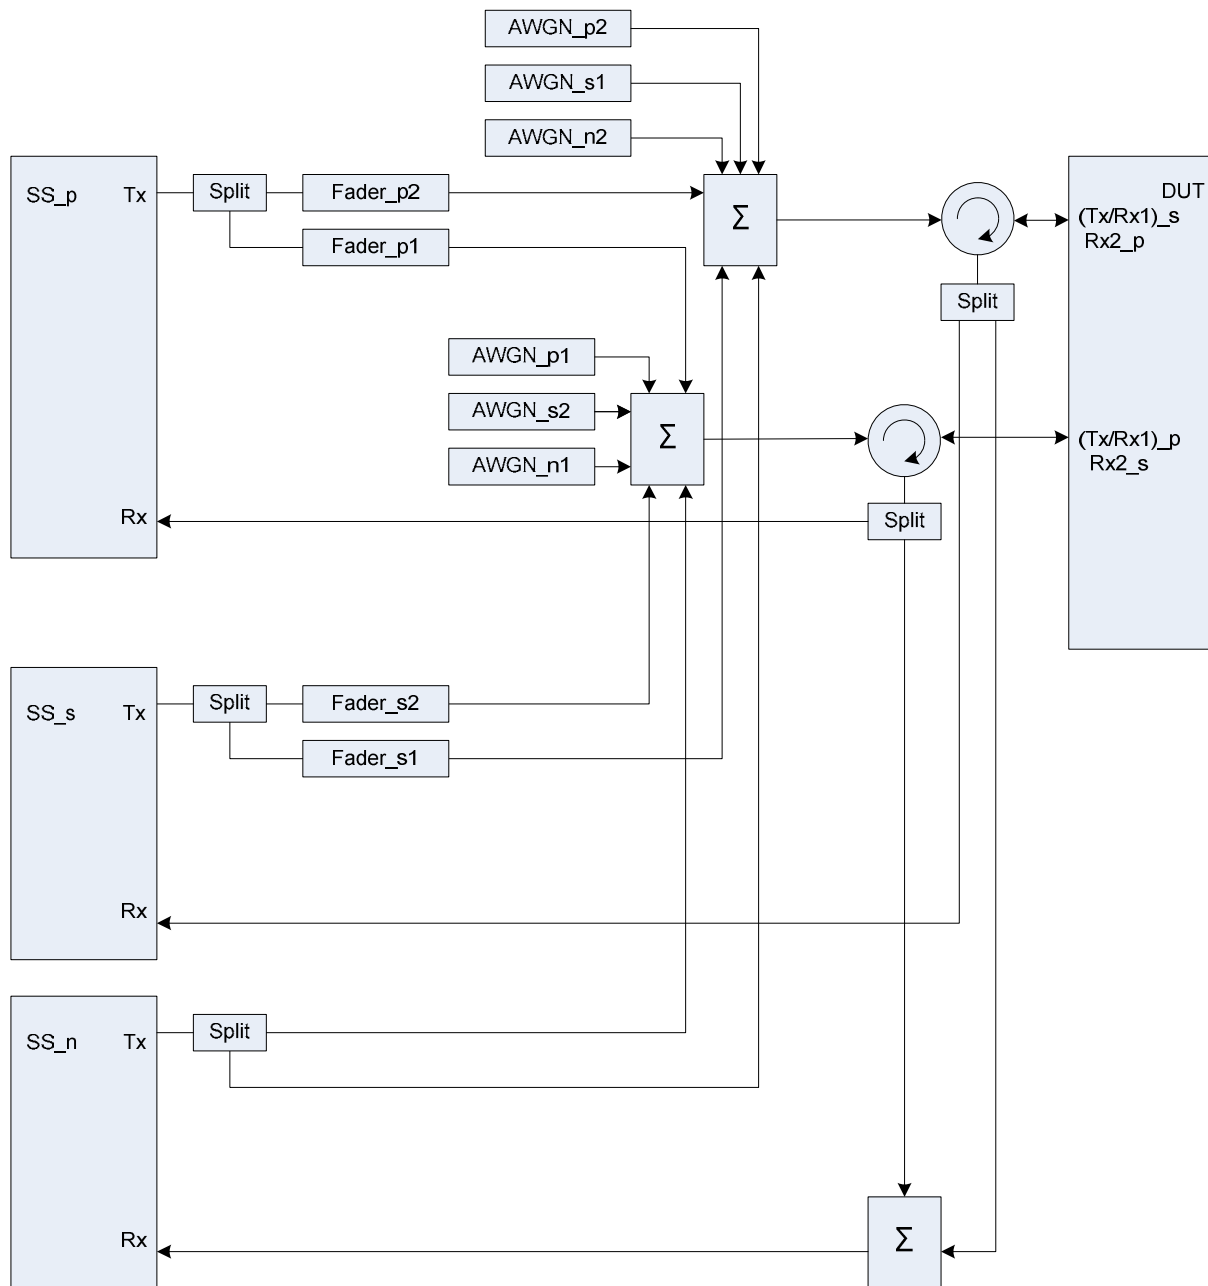 AWGN_p2
AWGN_s1
AWGN_n2
SS_p Tx
Split
Fader_p2
Fader_p1
Σ
DUT
(Tx/Rx1)_s
Rx2_p
Split
AWGN_p1
AWGN_s2
AWGN_n1
Σ
(Tx/Rx1)_p
Rx2_s
Rx
Split
SS_s Tx
Split
Fader_s2
Fader_s1
Rx
SS_n Tx
Split
Rx
Σ